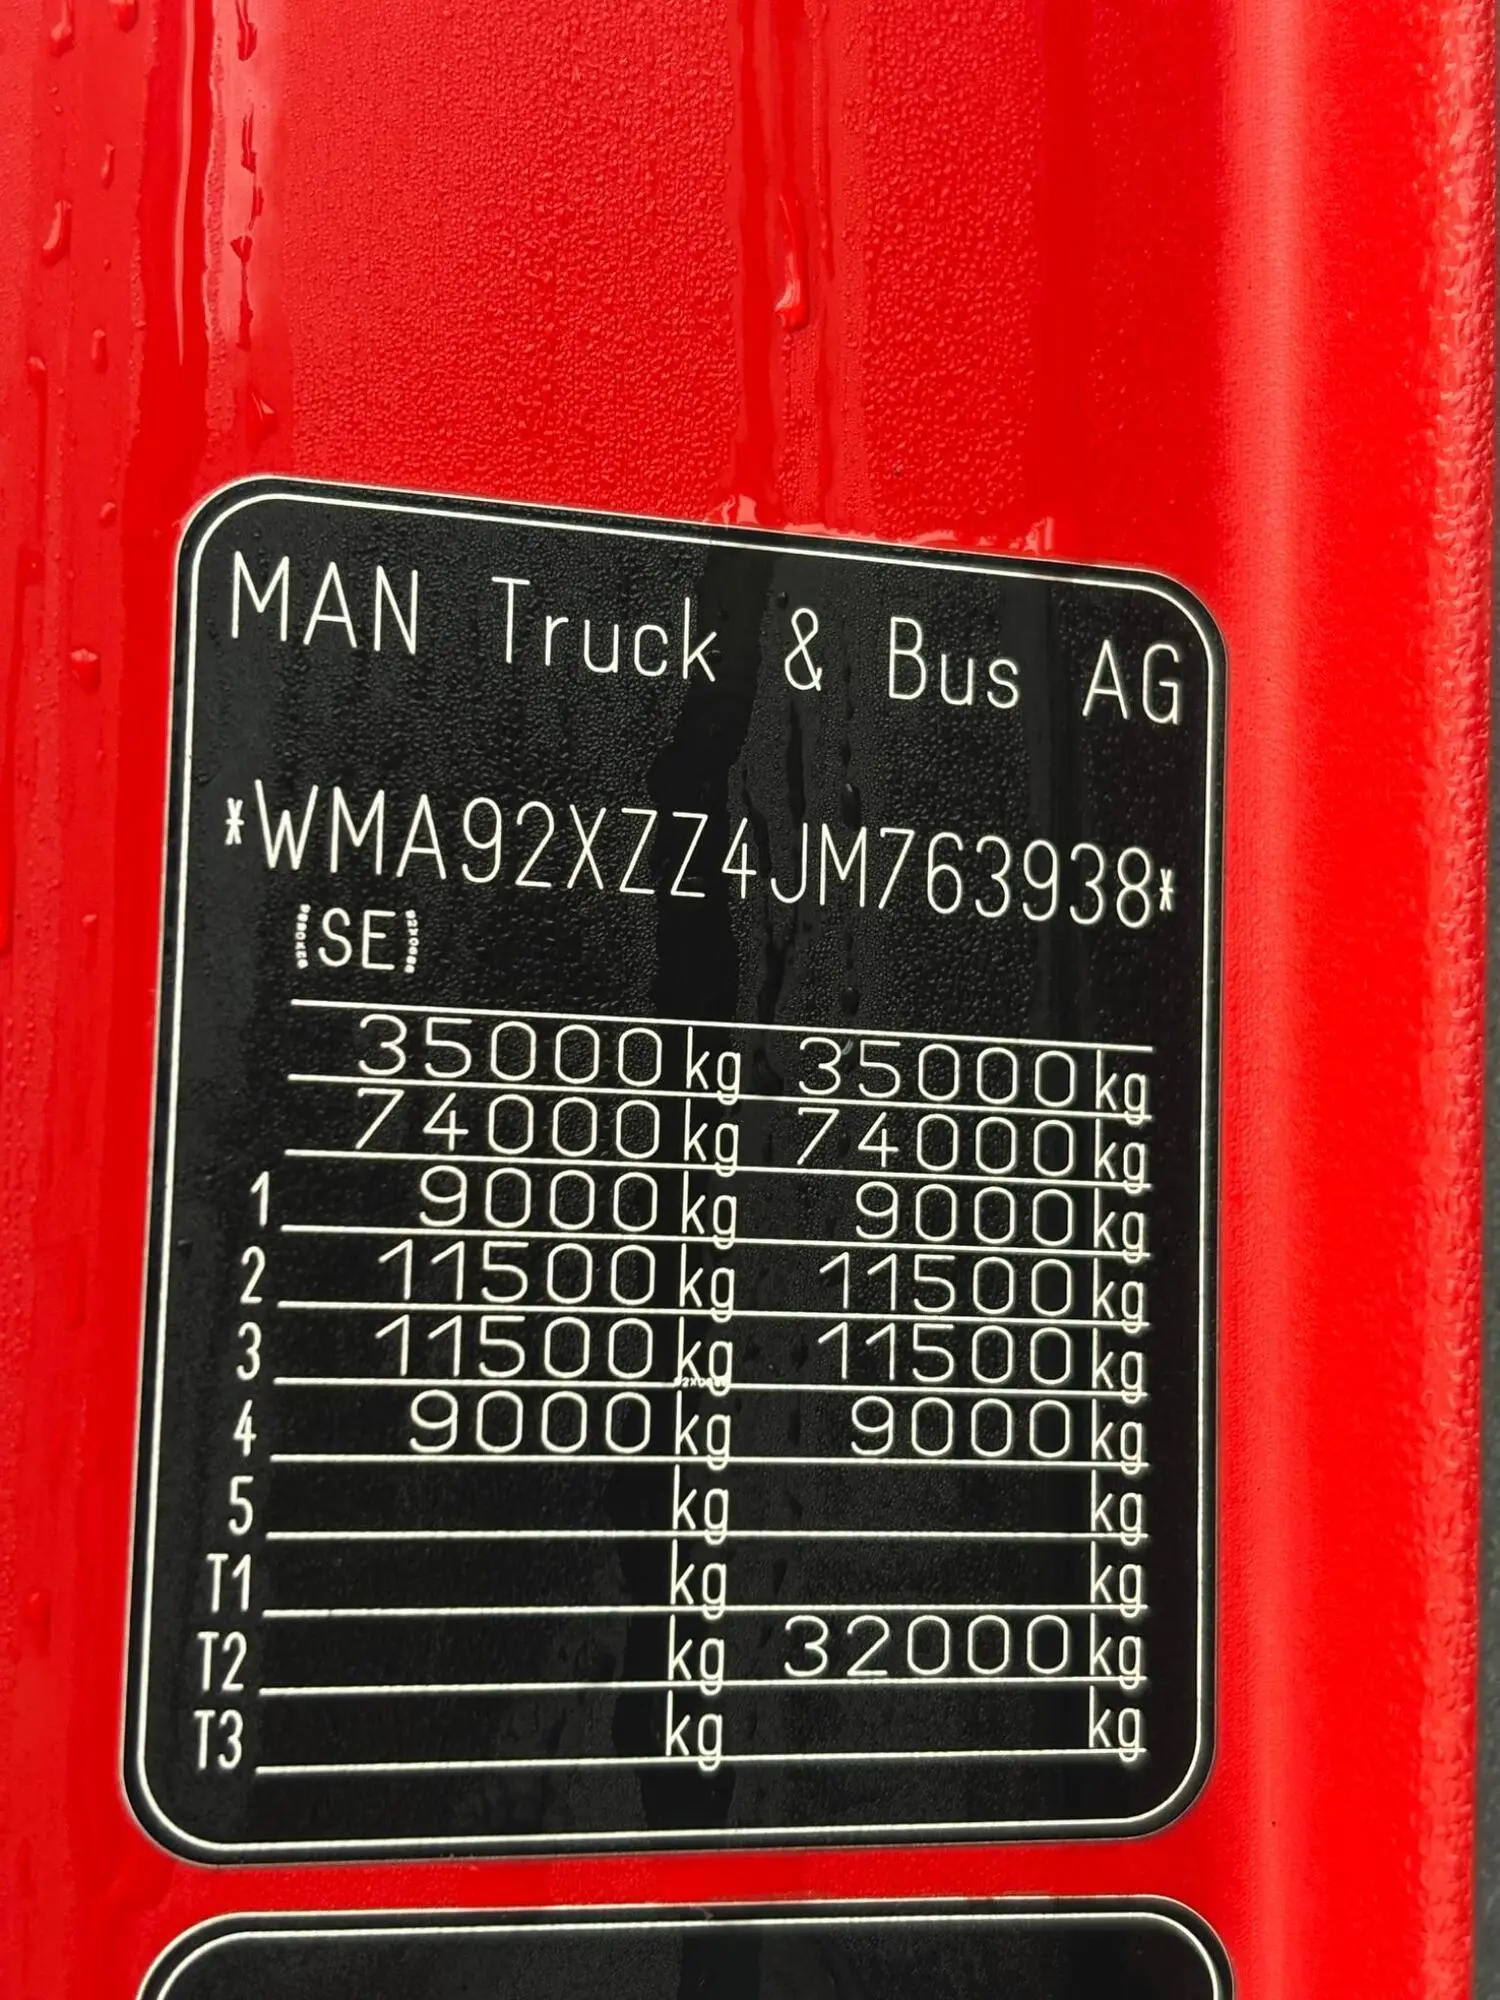 MAN Truck & Bus AG
*WMA92XZZ4JM763938*
(SE)
35000 kg 35000 kg
74000 kg 74000 kg
1 9000 kg 9000 kg
2 11500 kg 11500 kg
3 11500 kg 11500 kg
4 9000 kg 9000 kg
5 kg kg
T1 kg kg
T2 kg 32000 kg
T3 kg kg